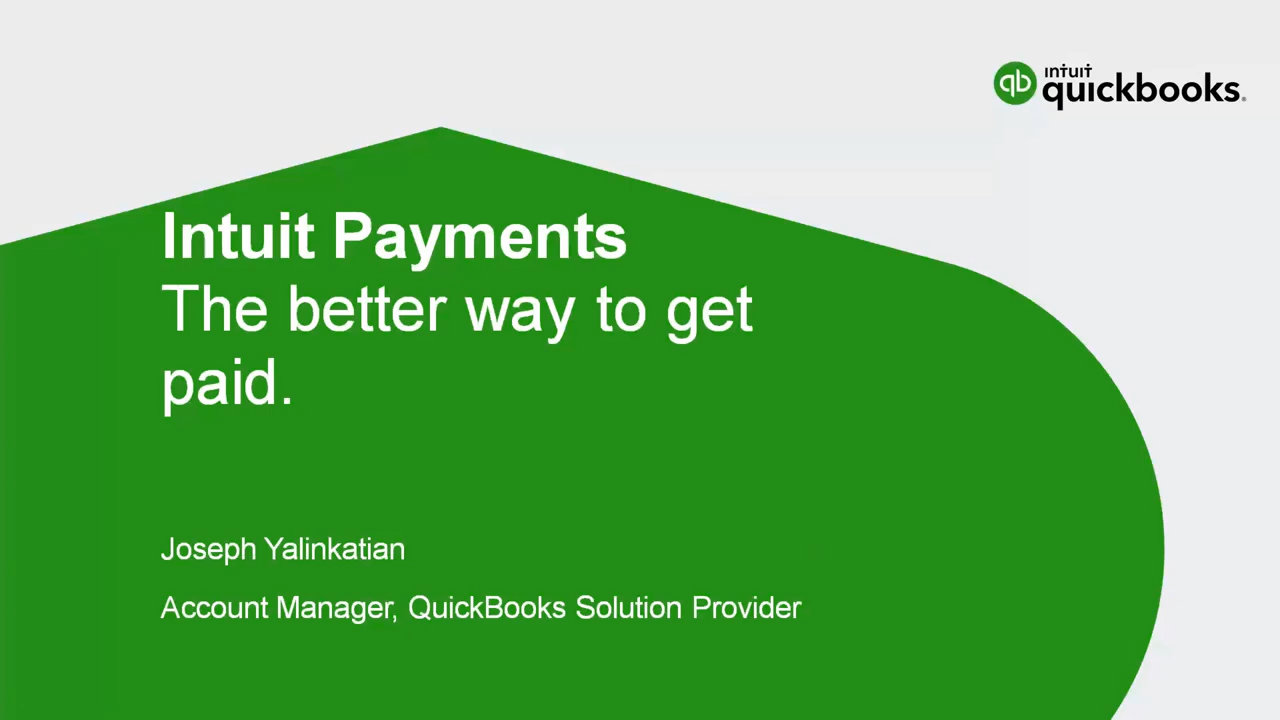 intuit
quickbooks.
Intuit Payments
The better way to get
paid.
Joseph Yalinkatian
Account Manager, QuickBooks Solution Provider